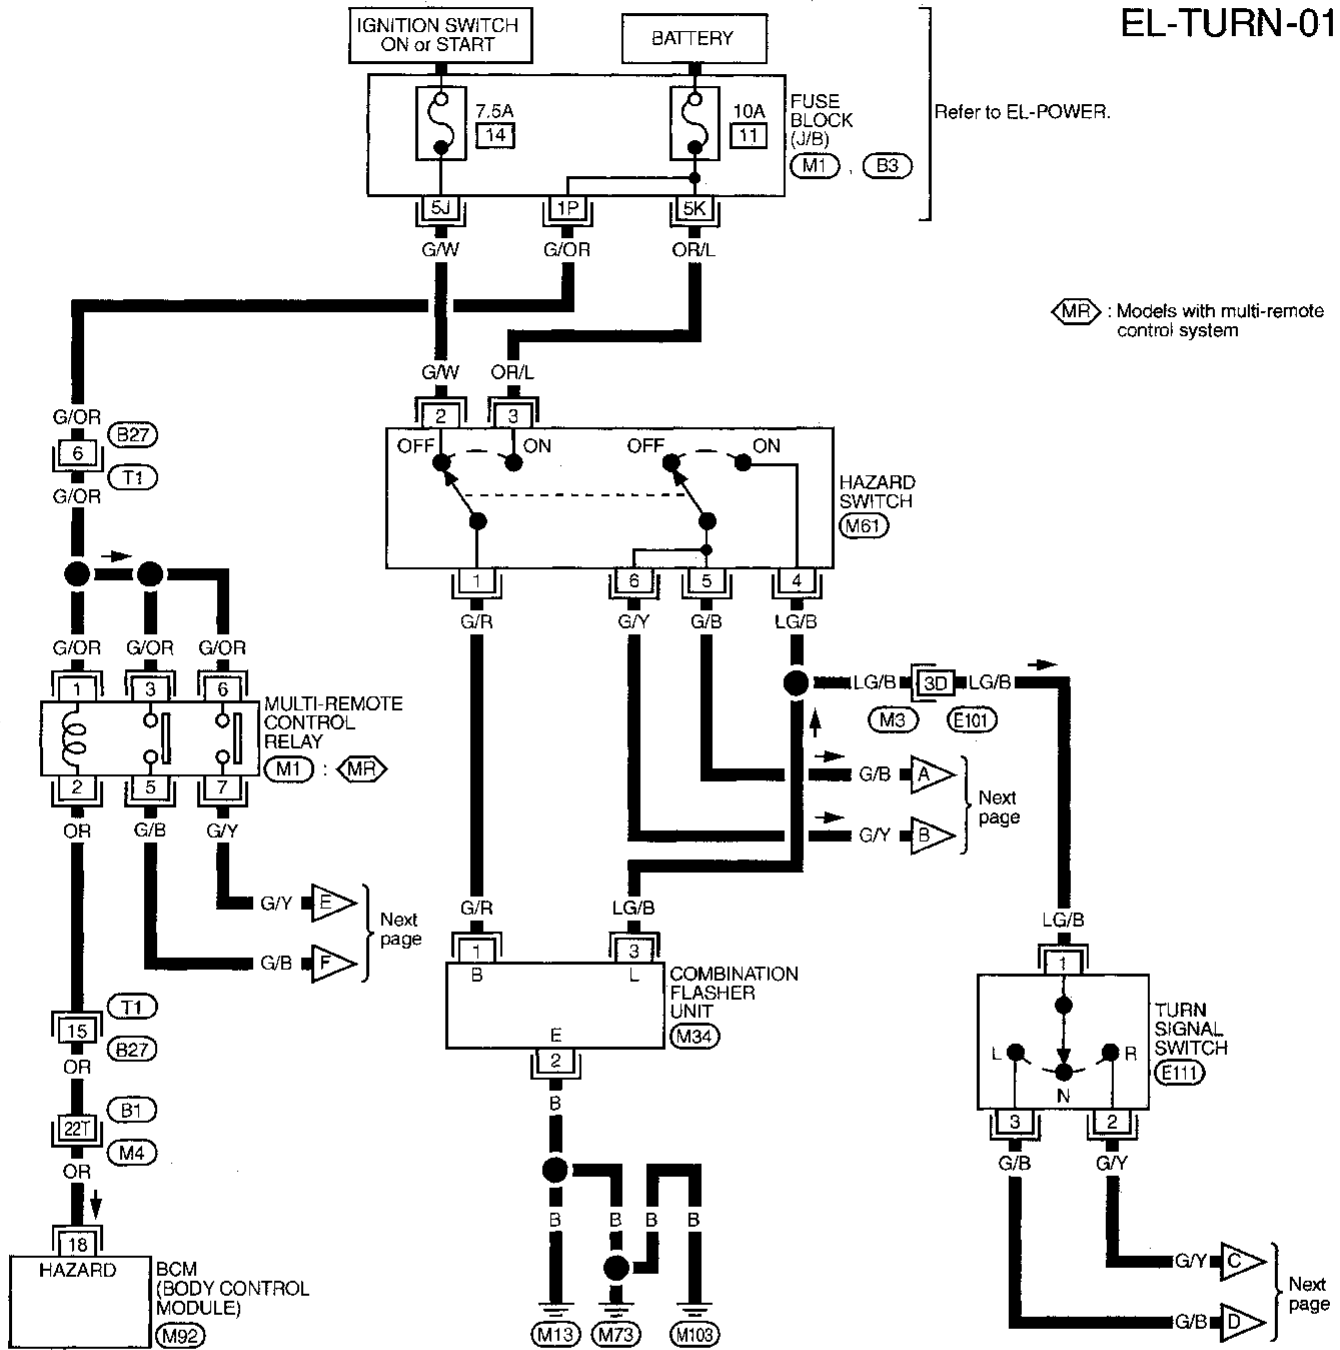 EL-TURN-01
IGNITION SWITCH
ON or START
BATTERY
7.5A
14
10A
11
FUSE
BLOCK
(J/B)
M1 , B3
Refer to EL-POWER.
5J
1P
5K
G/W
G/OR
OR/L
MR : Models with multi-remote
control system
G/W
OR/L
G/OR
6
B27
T1
G/OR
2
3
OFF
ON
OFF
ON
HAZARD
SWITCH
M61
1
6
5
4
G/R
G/Y
G/B
LG/B
G/OR
G/OR
G/OR
1
3
6
MULTI-REMOTE
CONTROL
RELAY
M1 : MR
2
5
7
OR
G/B
G/Y
LG/B
3D
LG/B
M3
E101
G/B
A
G/Y
B
Next
page
G/Y
E
G/B
F
Next
page
G/R
LG/B
LG/B
1
3
B
L
E
COMBINATION
FLASHER
UNIT
M34
2
B
1
L
R
N
TURN
SIGNAL
SWITCH
E111
3
2
G/B
G/Y
T1
15
B27
OR
B1
22T
M4
OR
18
HAZARD
BCM
(BODY CONTROL
MODULE)
M92
B
B
B
B
M13
M73
M103
G/Y
C
G/B
D
Next
page